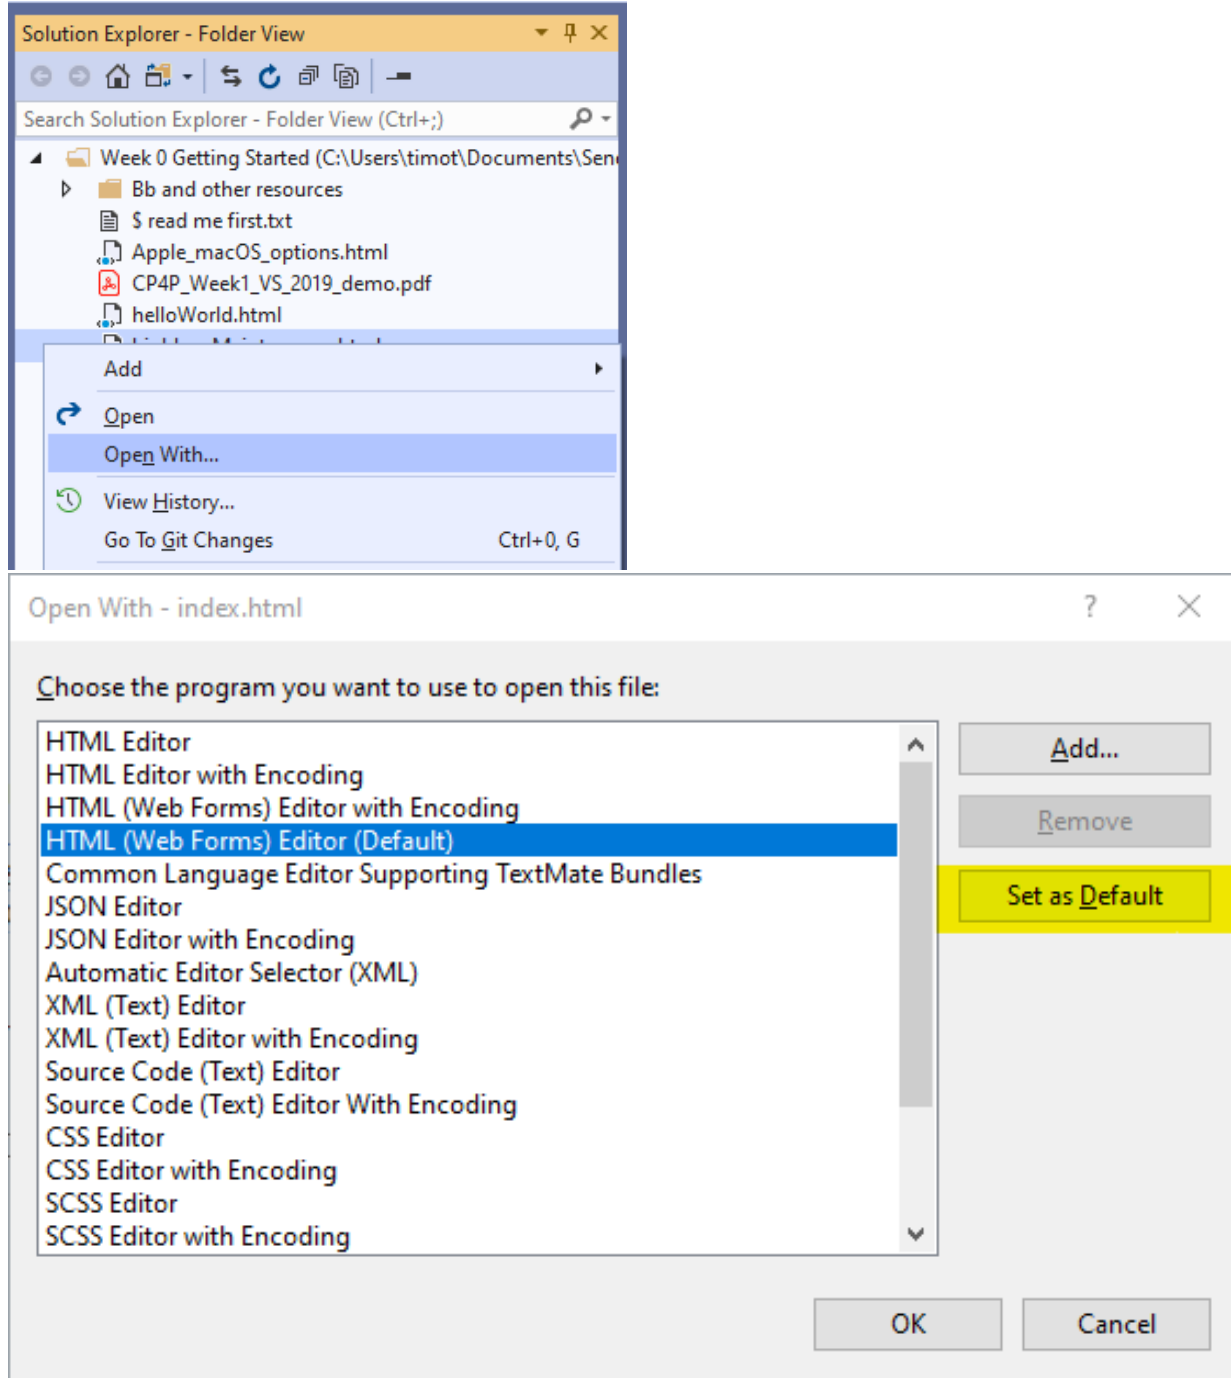 Solution Explorer - Folder View
Search Solution Explorer - Folder View (Ctrl+;)
Week 0 Getting Started (C:\Users\timot\Documents\Sen
Bb and other resources
$ read me first.txt
Apple_macOS_options.html
CP4P_Week1_VS_2019_demo.pdf
helloWorld.html
Add
Open
Open With...
View History...
Go To Git Changes Ctrl+0, G
Open With - index.html
Choose the program you want to use to open this file:
HTML Editor
HTML Editor with Encoding
HTML (Web Forms) Editor with Encoding
HTML (Web Forms) Editor (Default)
Common Language Editor Supporting TextMate Bundles
JSON Editor
JSON Editor with Encoding
Automatic Editor Selector (XML)
XML (Text) Editor
XML (Text) Editor with Encoding
Source Code (Text) Editor
Source Code (Text) Editor With Encoding
CSS Editor
CSS Editor with Encoding
SCSS Editor
SCSS Editor with Encoding
Add...
Remove
Set as Default
OK
Cancel